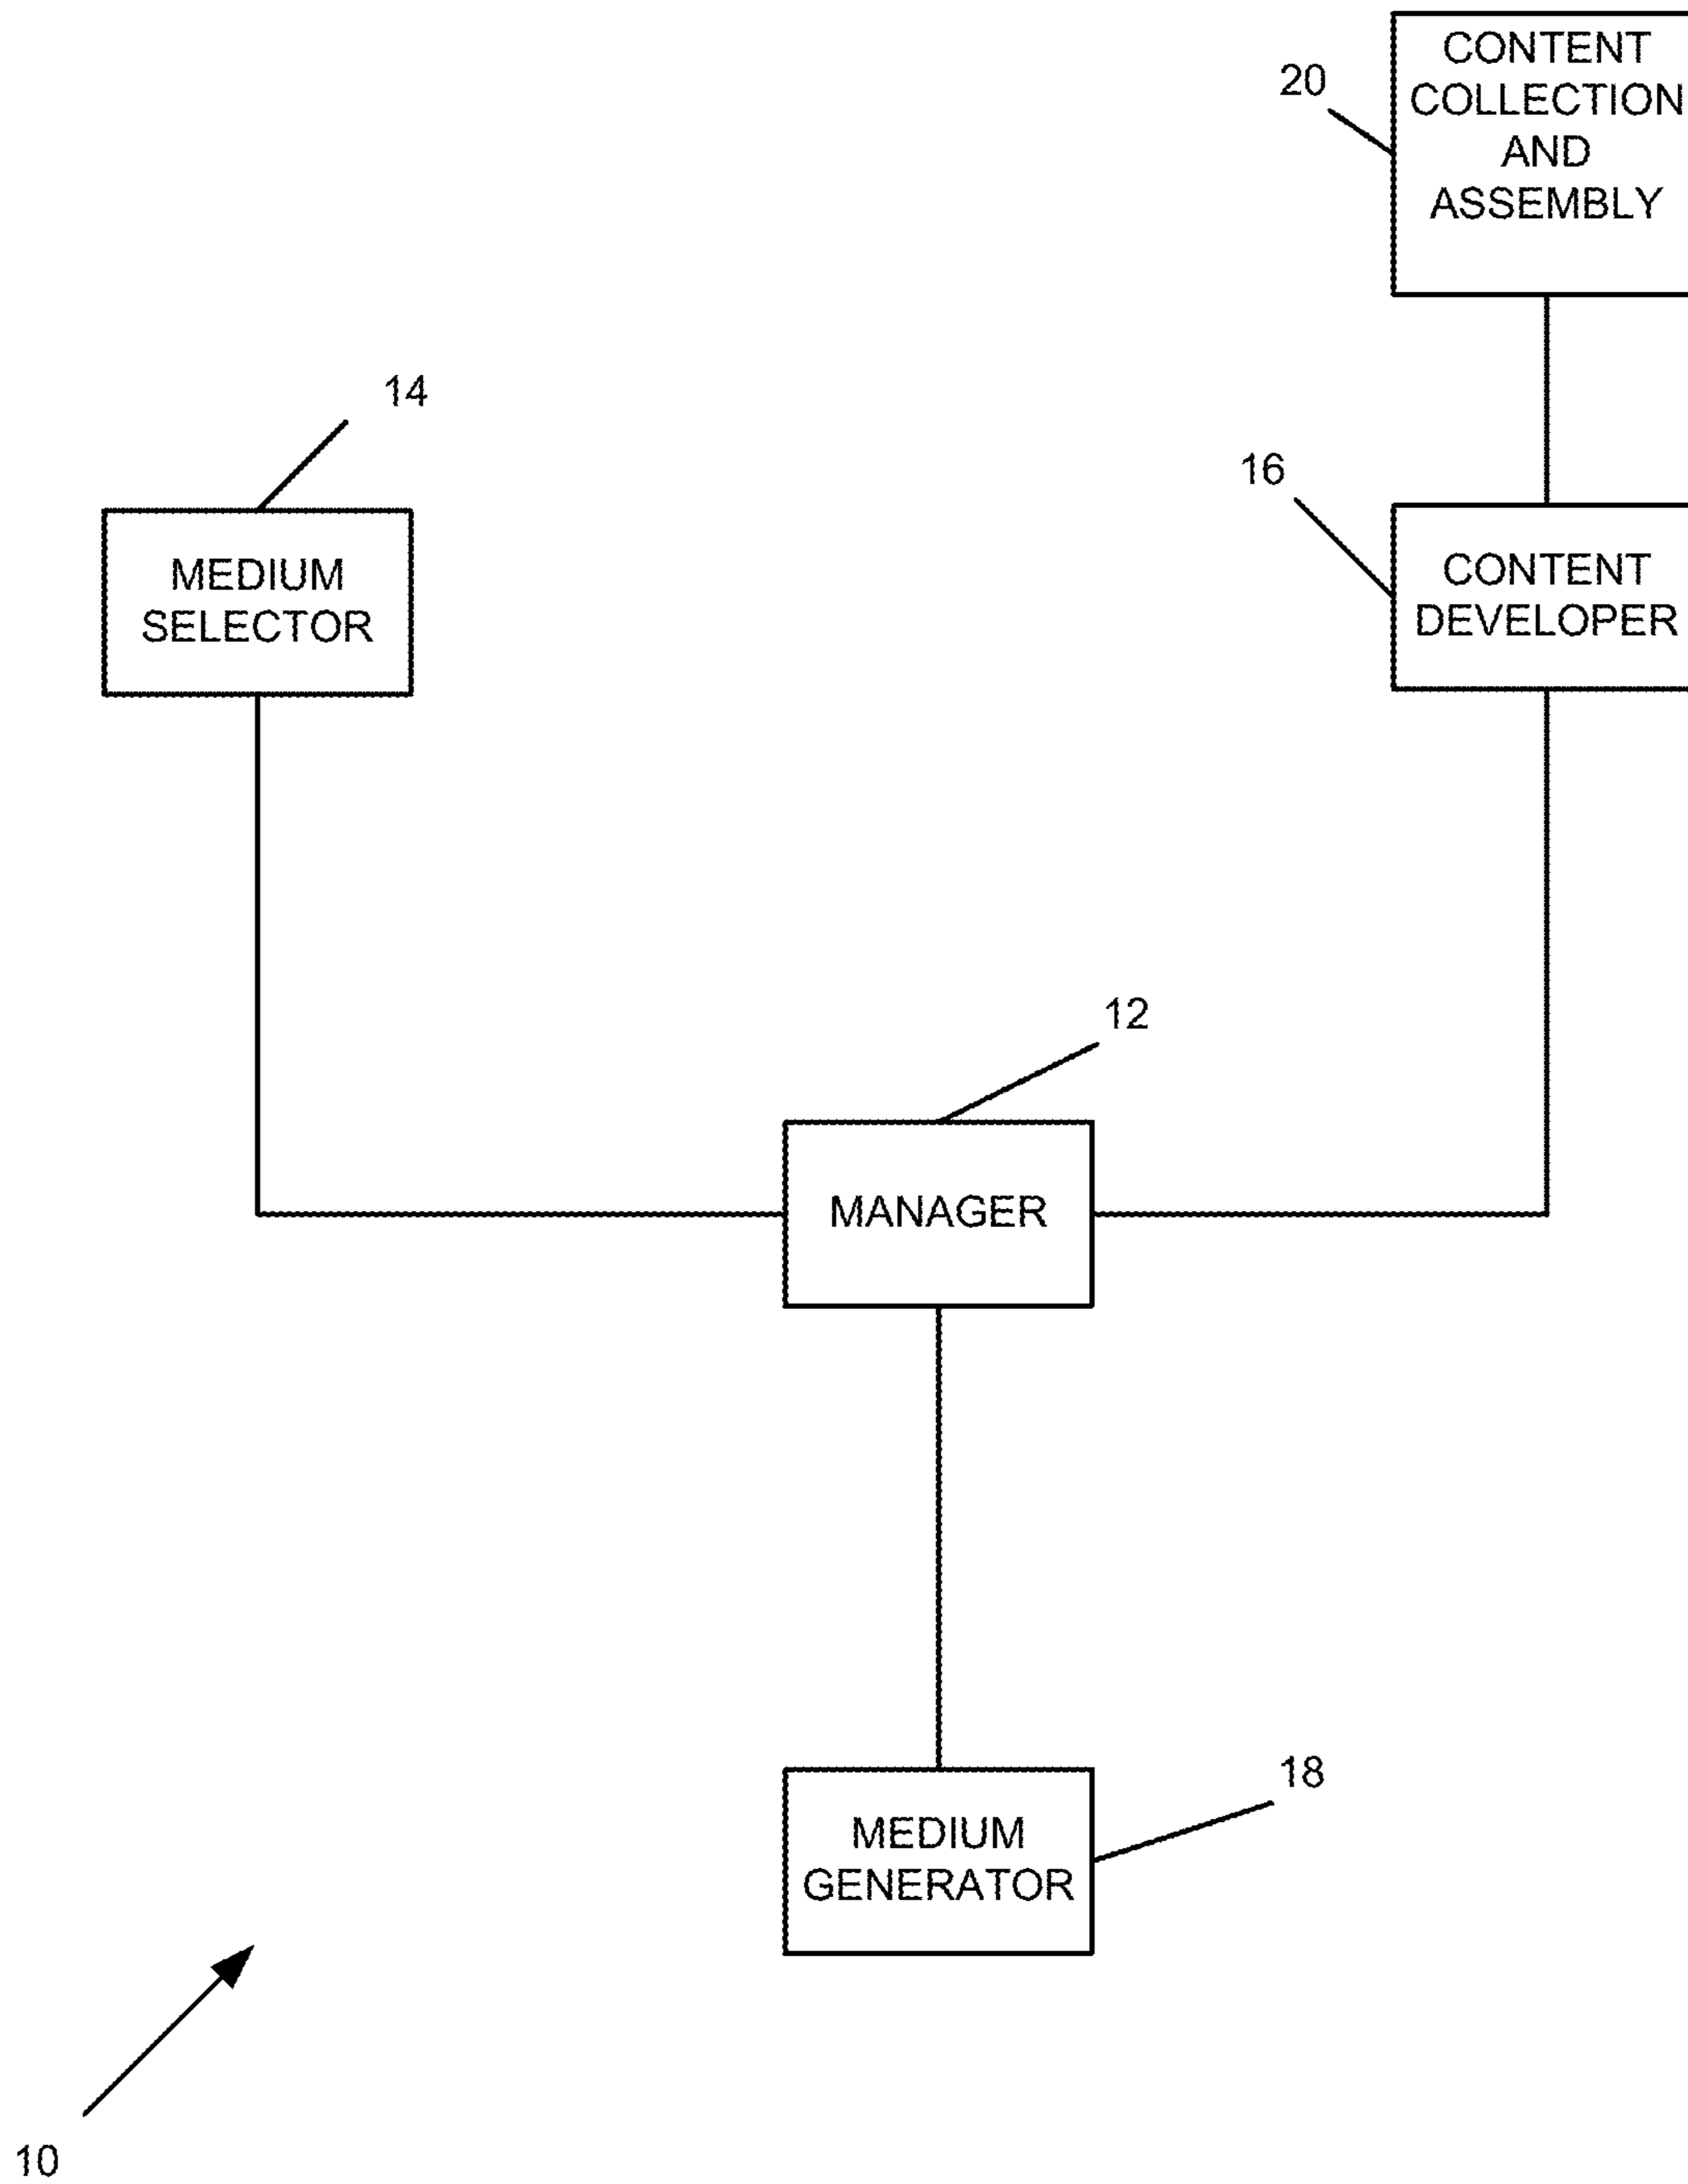 20
CONTENT
COLLECTION
AND
ASSEMBLY
14
MEDIUM
SELECTOR
16
CONTENT
DEVELOPER
12
MANAGER
18
MEDIUM
GENERATOR
10